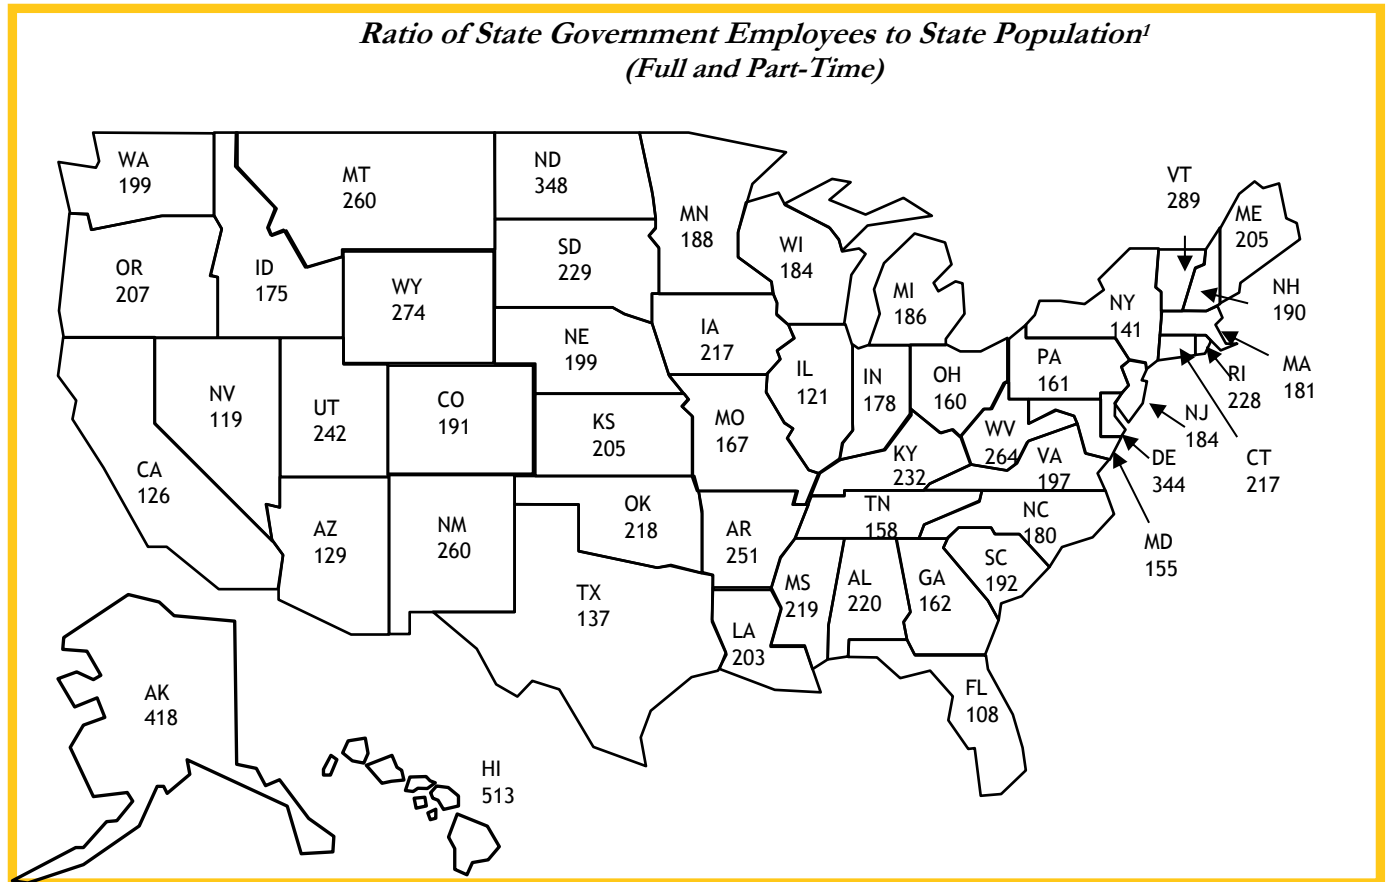 Ratio of State Government Employees to State Population¹
(Full and Part-Time)
WA
199
MT
260
ND
348
MN
188
VT
289
ME
205
OR
207
ID
175
WY
274
SD
229
WI
184
MI
186
NY
141
NH
190
NE
199
IA
217
PA
161
MA
181
RI
228
NV
119
UT
242
CO
191
KS
205
MO
167
IL
121
IN
178
OH
160
WV
264
NJ
184
CA
126
KY
232
VA
197
DE
344
CT
217
AZ
129
NM
260
OK
218
AR
251
TN
158
NC
180
MD
155
SC
192
TX
137
MS
219
AL
220
GA
162
LA
203
FL
108
AK
418
HI
513